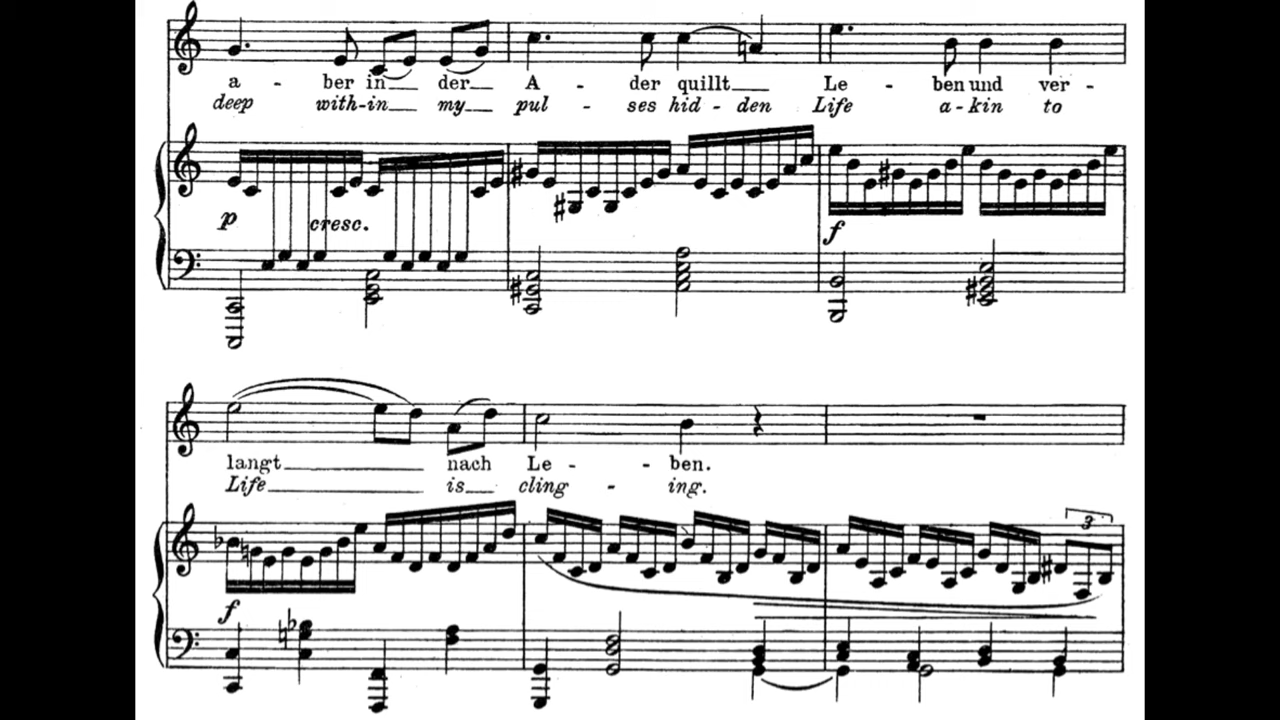 a - ber in der A - der quillt Le - ben und ver -
deep with-in my pul - ses hid - den Life a-kin to
p cresc. f
langt nach Le - ben.
Life is cling - ing.
3
f